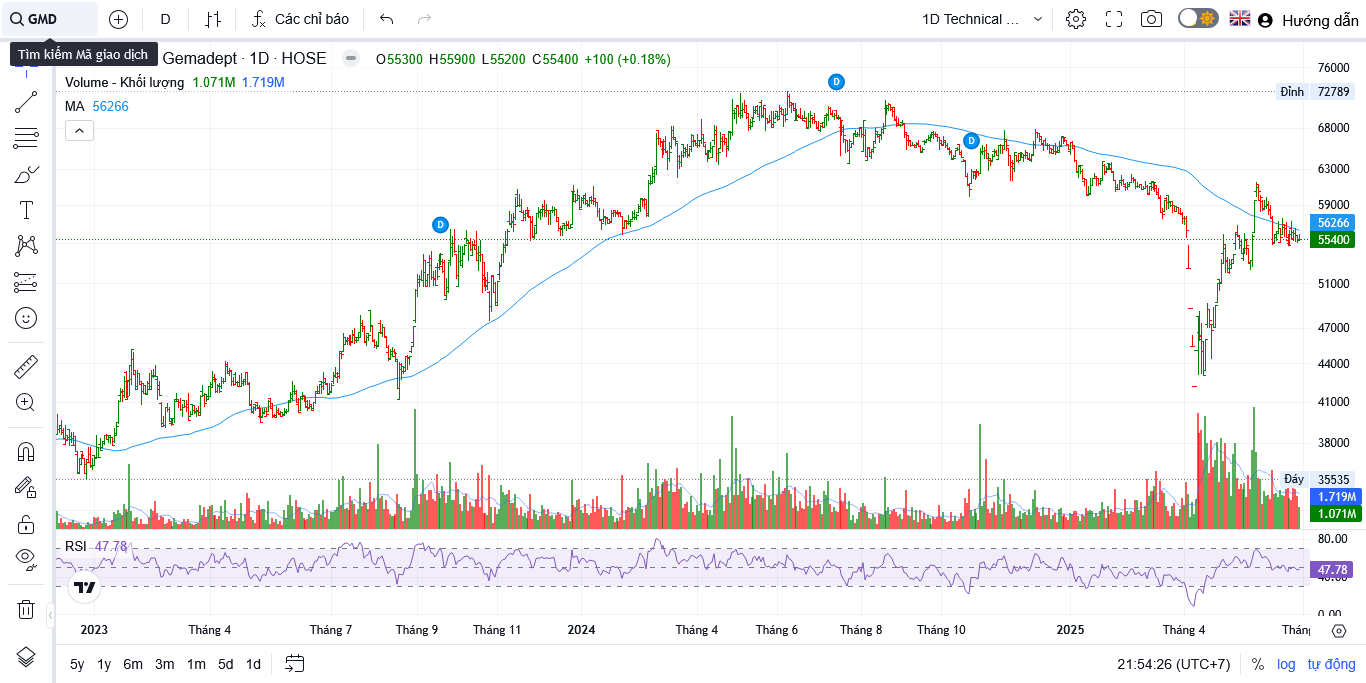 GMD D Các chỉ báo 1D Technical ... Hướng dẫn
Tìm kiếm Mã giao dịch
Gemadept · 1D · HOSE O55300 H55900 L55200 C55400 +100 (+0.18%)
Volume - Khối lượng 1.071M 1.719M
MA 56266
D
D
D
76000
Đỉnh 72789
68000
63000
59000
56266
55400
51000
47000
44000
41000
38000
Đáy 35535
1.719M
1.071M
RSI 47.78
80.00
47.78
40.00
0.00
2023 Tháng 4 Tháng 7 Tháng 9 Tháng 11 2024 Tháng 4 Tháng 6 Tháng 8 Tháng 10 2025 Tháng 4 Thán
5y 1y 6m 3m 1m 5d 1d 21:54:26 (UTC+7) % log tự động